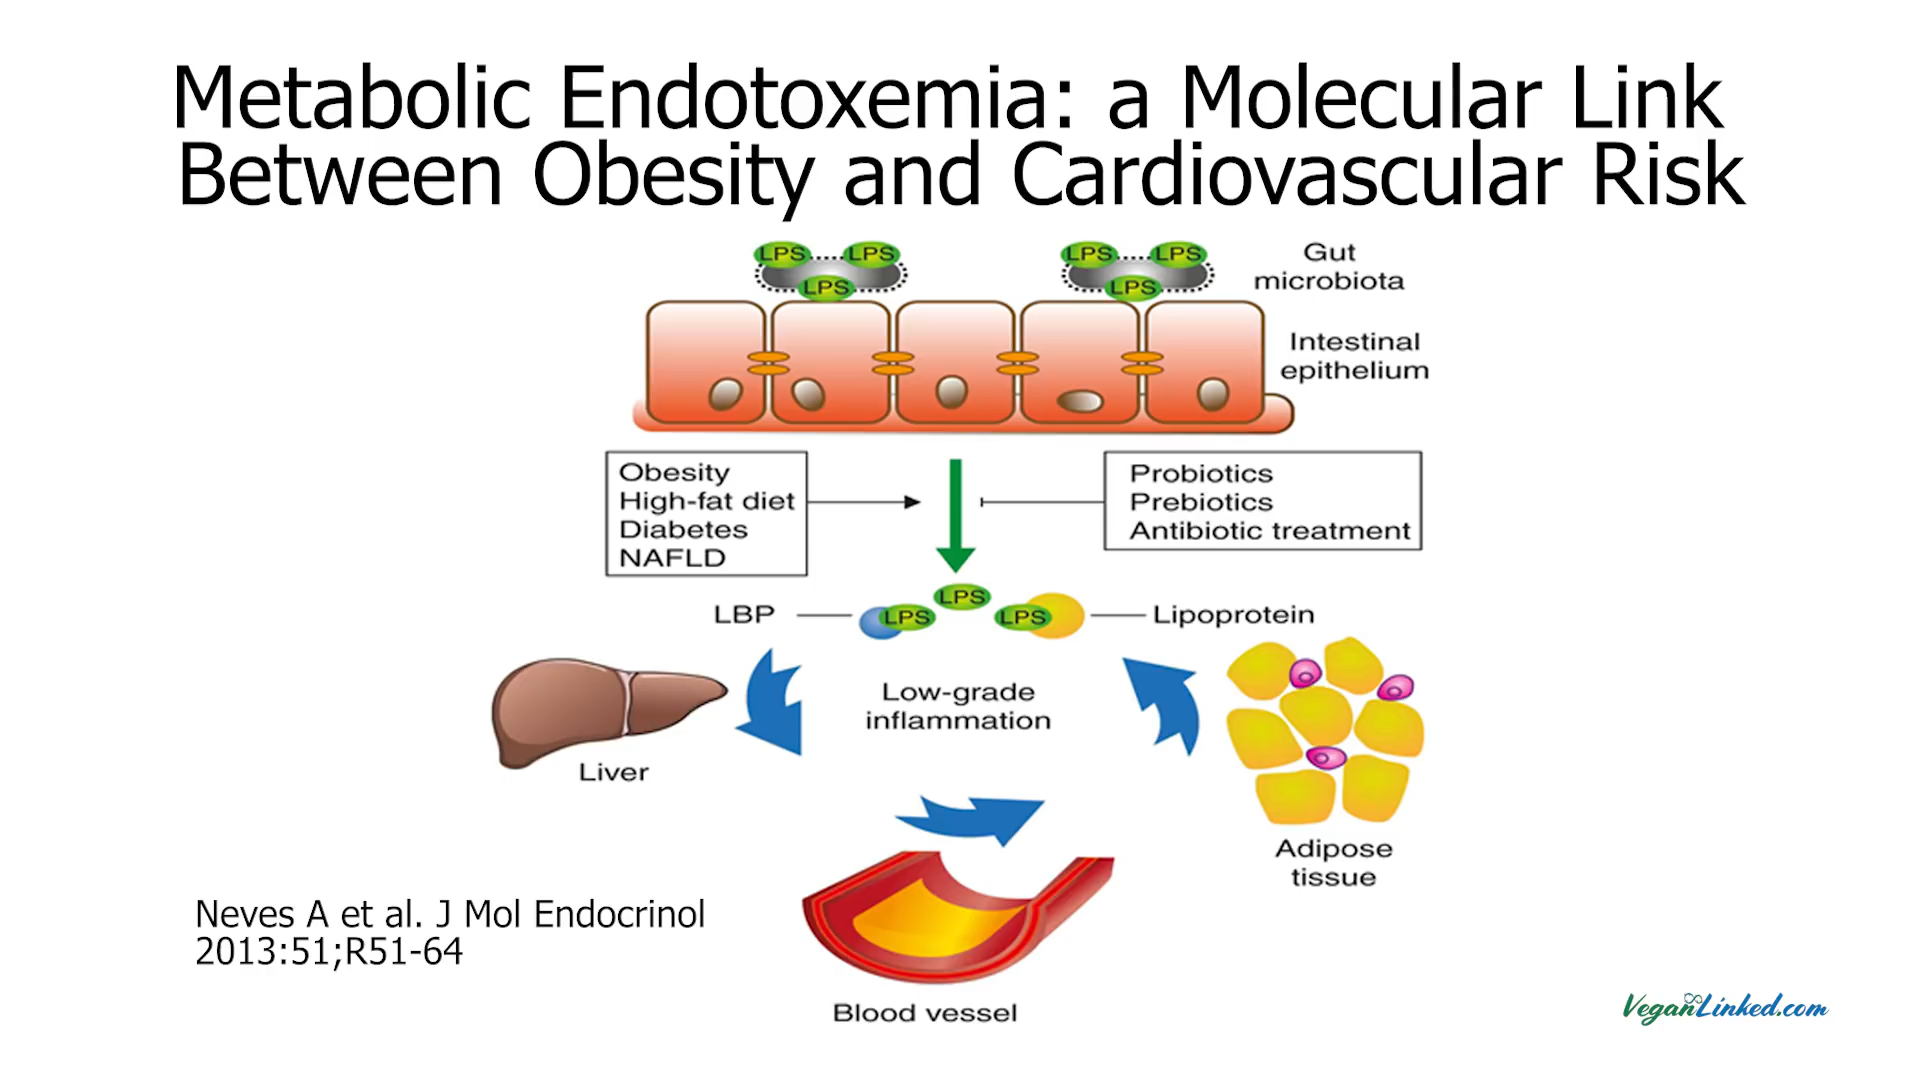 Metabolic Endotoxemia: a Molecular Link
Between Obesity and Cardiovascular Risk
LPS LPS
LPS
LPS LPS
LPS
Gut
microbiota
Intestinal
epithelium
Obesity
High-fat diet
Diabetes
NAFLD
Probiotics
Prebiotics
Antibiotic treatment
LBP
LPS
LPS
LPS
Lipoprotein
Low-grade
inflammation
Liver
Adipose
tissue
Neves A et al. J Mol Endocrinol
2013:51;R51-64
Blood vessel
VeganLinked.com